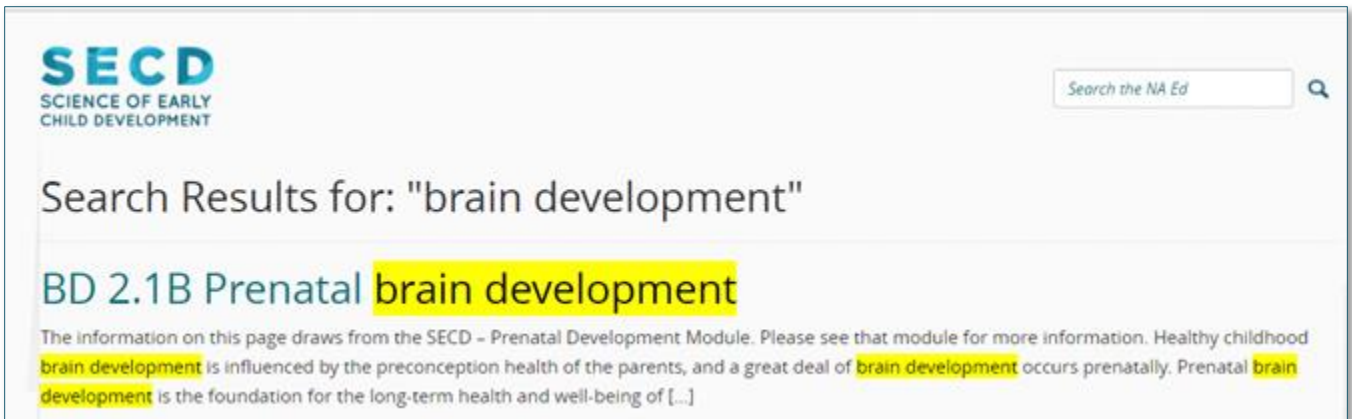 SECD
SCIENCE OF EARLY
CHILD DEVELOPMENT
Search the NA Ed
Search Results for: "brain development"
BD 2.1B Prenatal brain development
The information on this page draws from the SECD – Prenatal Development Module. Please see that module for more information. Healthy childhood
brain development is influenced by the preconception health of the parents, and a great deal of brain development occurs prenatally. Prenatal brain
development is the foundation for the long-term health and well-being of [...]